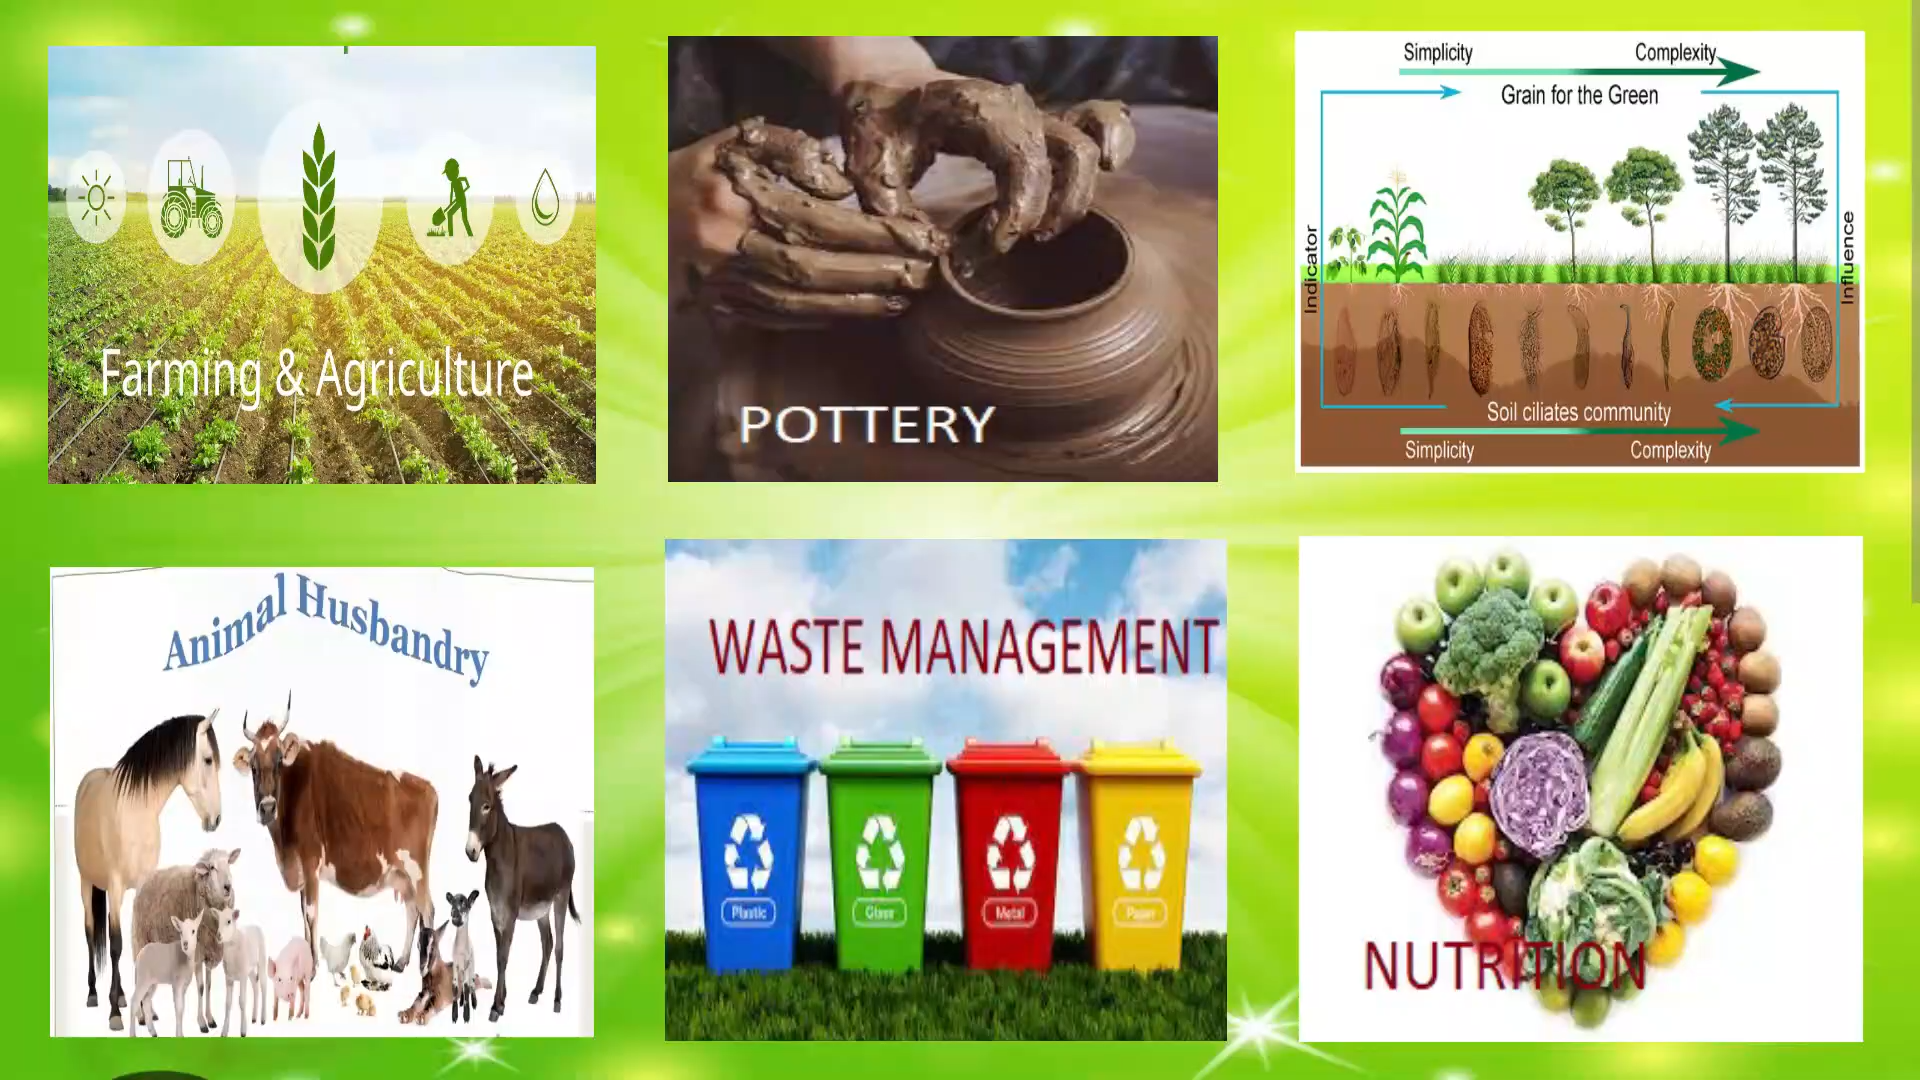 Farming & Agriculture
POTTERY
Simplicity Complexity
Grain for the Green
Indicator
Influence
Soil ciliates community
Simplicity Complexity
Animal Husbandry
WASTE MANAGEMENT
Plastic Glass Metal Paper
NUTRITION